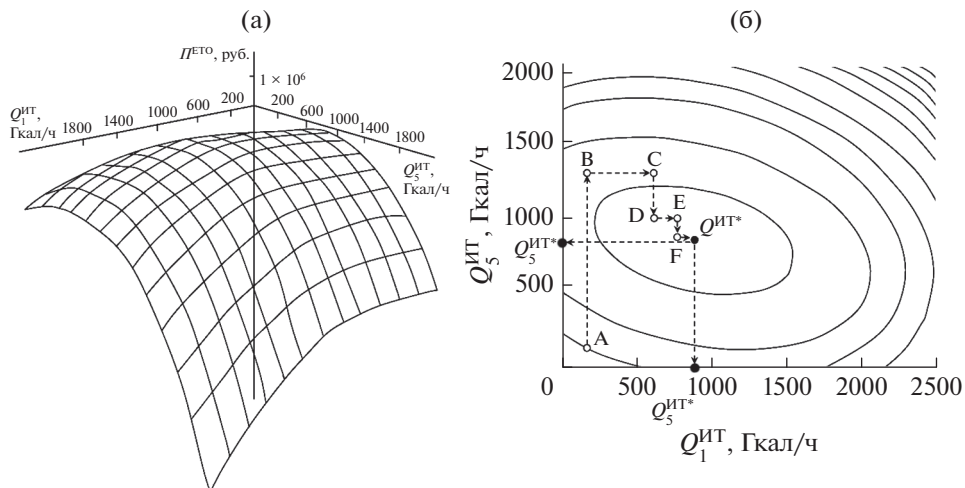 (а)
П^ЕТО, руб.
1 × 10^6
Q_1^ИТ,
Гкал/ч
1800
1400
1000
600
200
200
600
1000
1400
1800
Q_5^ИТ,
Гкал/ч
(б)
2000
1500
1000
500
0
500
1000
1500
2000
2500
B
C
D
E
F
A
Q^ИТ*
Q_5^ИТ*
Q_5^ИТ*
Q_5^ИТ, Гкал/ч
Q_1^ИТ, Гкал/ч